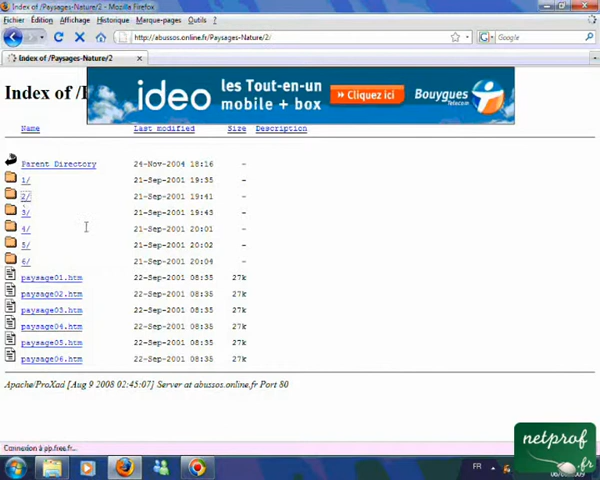 Index of /Paysages-Nature/2 - Mozilla Firefox
Fichier Édition Affichage Historique Marque-pages Outils ?
http://abussos.online.fr/Paysages-Nature/2/
Google
Index of /Paysages-Nature/2
Index of /
ideo les Tout-en-un mobile + box Cliquez ici Bouygues Telecom
Name Last modified Size Description
Parent Directory 24-Nov-2004 18:16 -
1/ 21-Sep-2001 19:35 -
2/ 21-Sep-2001 19:41 -
3/ 21-Sep-2001 19:43 -
4/ 21-Sep-2001 20:01 -
5/ 21-Sep-2001 20:02 -
6/ 21-Sep-2001 20:04 -
paysage01.htm 22-Sep-2001 08:35 27k
paysage02.htm 22-Sep-2001 08:35 27k
paysage03.htm 22-Sep-2001 08:35 27k
paysage04.htm 22-Sep-2001 08:35 27k
paysage05.htm 22-Sep-2001 08:35 27k
paysage06.htm 22-Sep-2001 08:35 27k
Apache/ProXad [Aug 9 2008 02:45:07] Server at abussos.online.fr Port 80
netprof
.fr
Connexion à pjp.free.fr...
FR